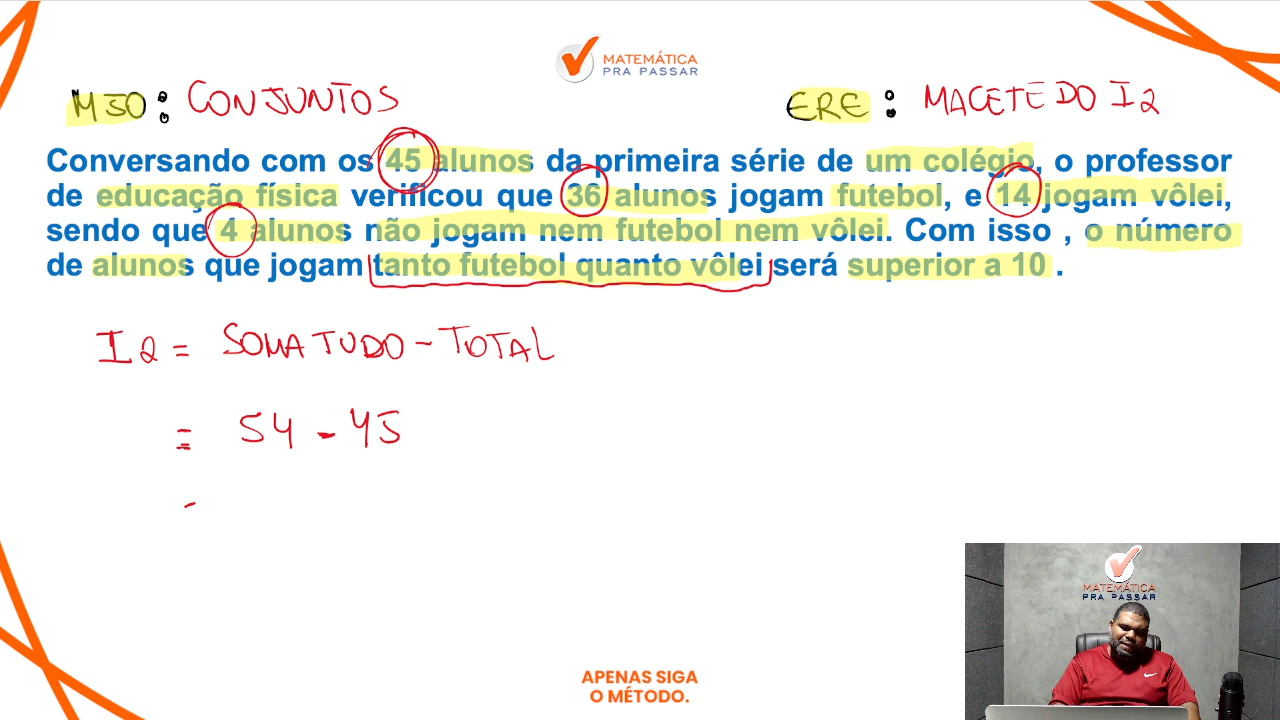 MATEMÁTICA
PRA PASSAR
M50: CONJUNTOS
ERE: MACETE DO I2
Conversando com os 45 alunos da primeira série de um colégio, o professor
de educação física verificou que 36 alunos jogam futebol, e 14 jogam vôlei,
sendo que 4 alunos não jogam nem futebol nem vôlei. Com isso , o número
de alunos que jogam tanto futebol quanto vôlei será superior a 10 .
I2 = SOMA TUDO - TOTAL
= 54 - 45
MATEMÁTICA
PRA PASSAR
APENAS SIGA
O MÉTODO.